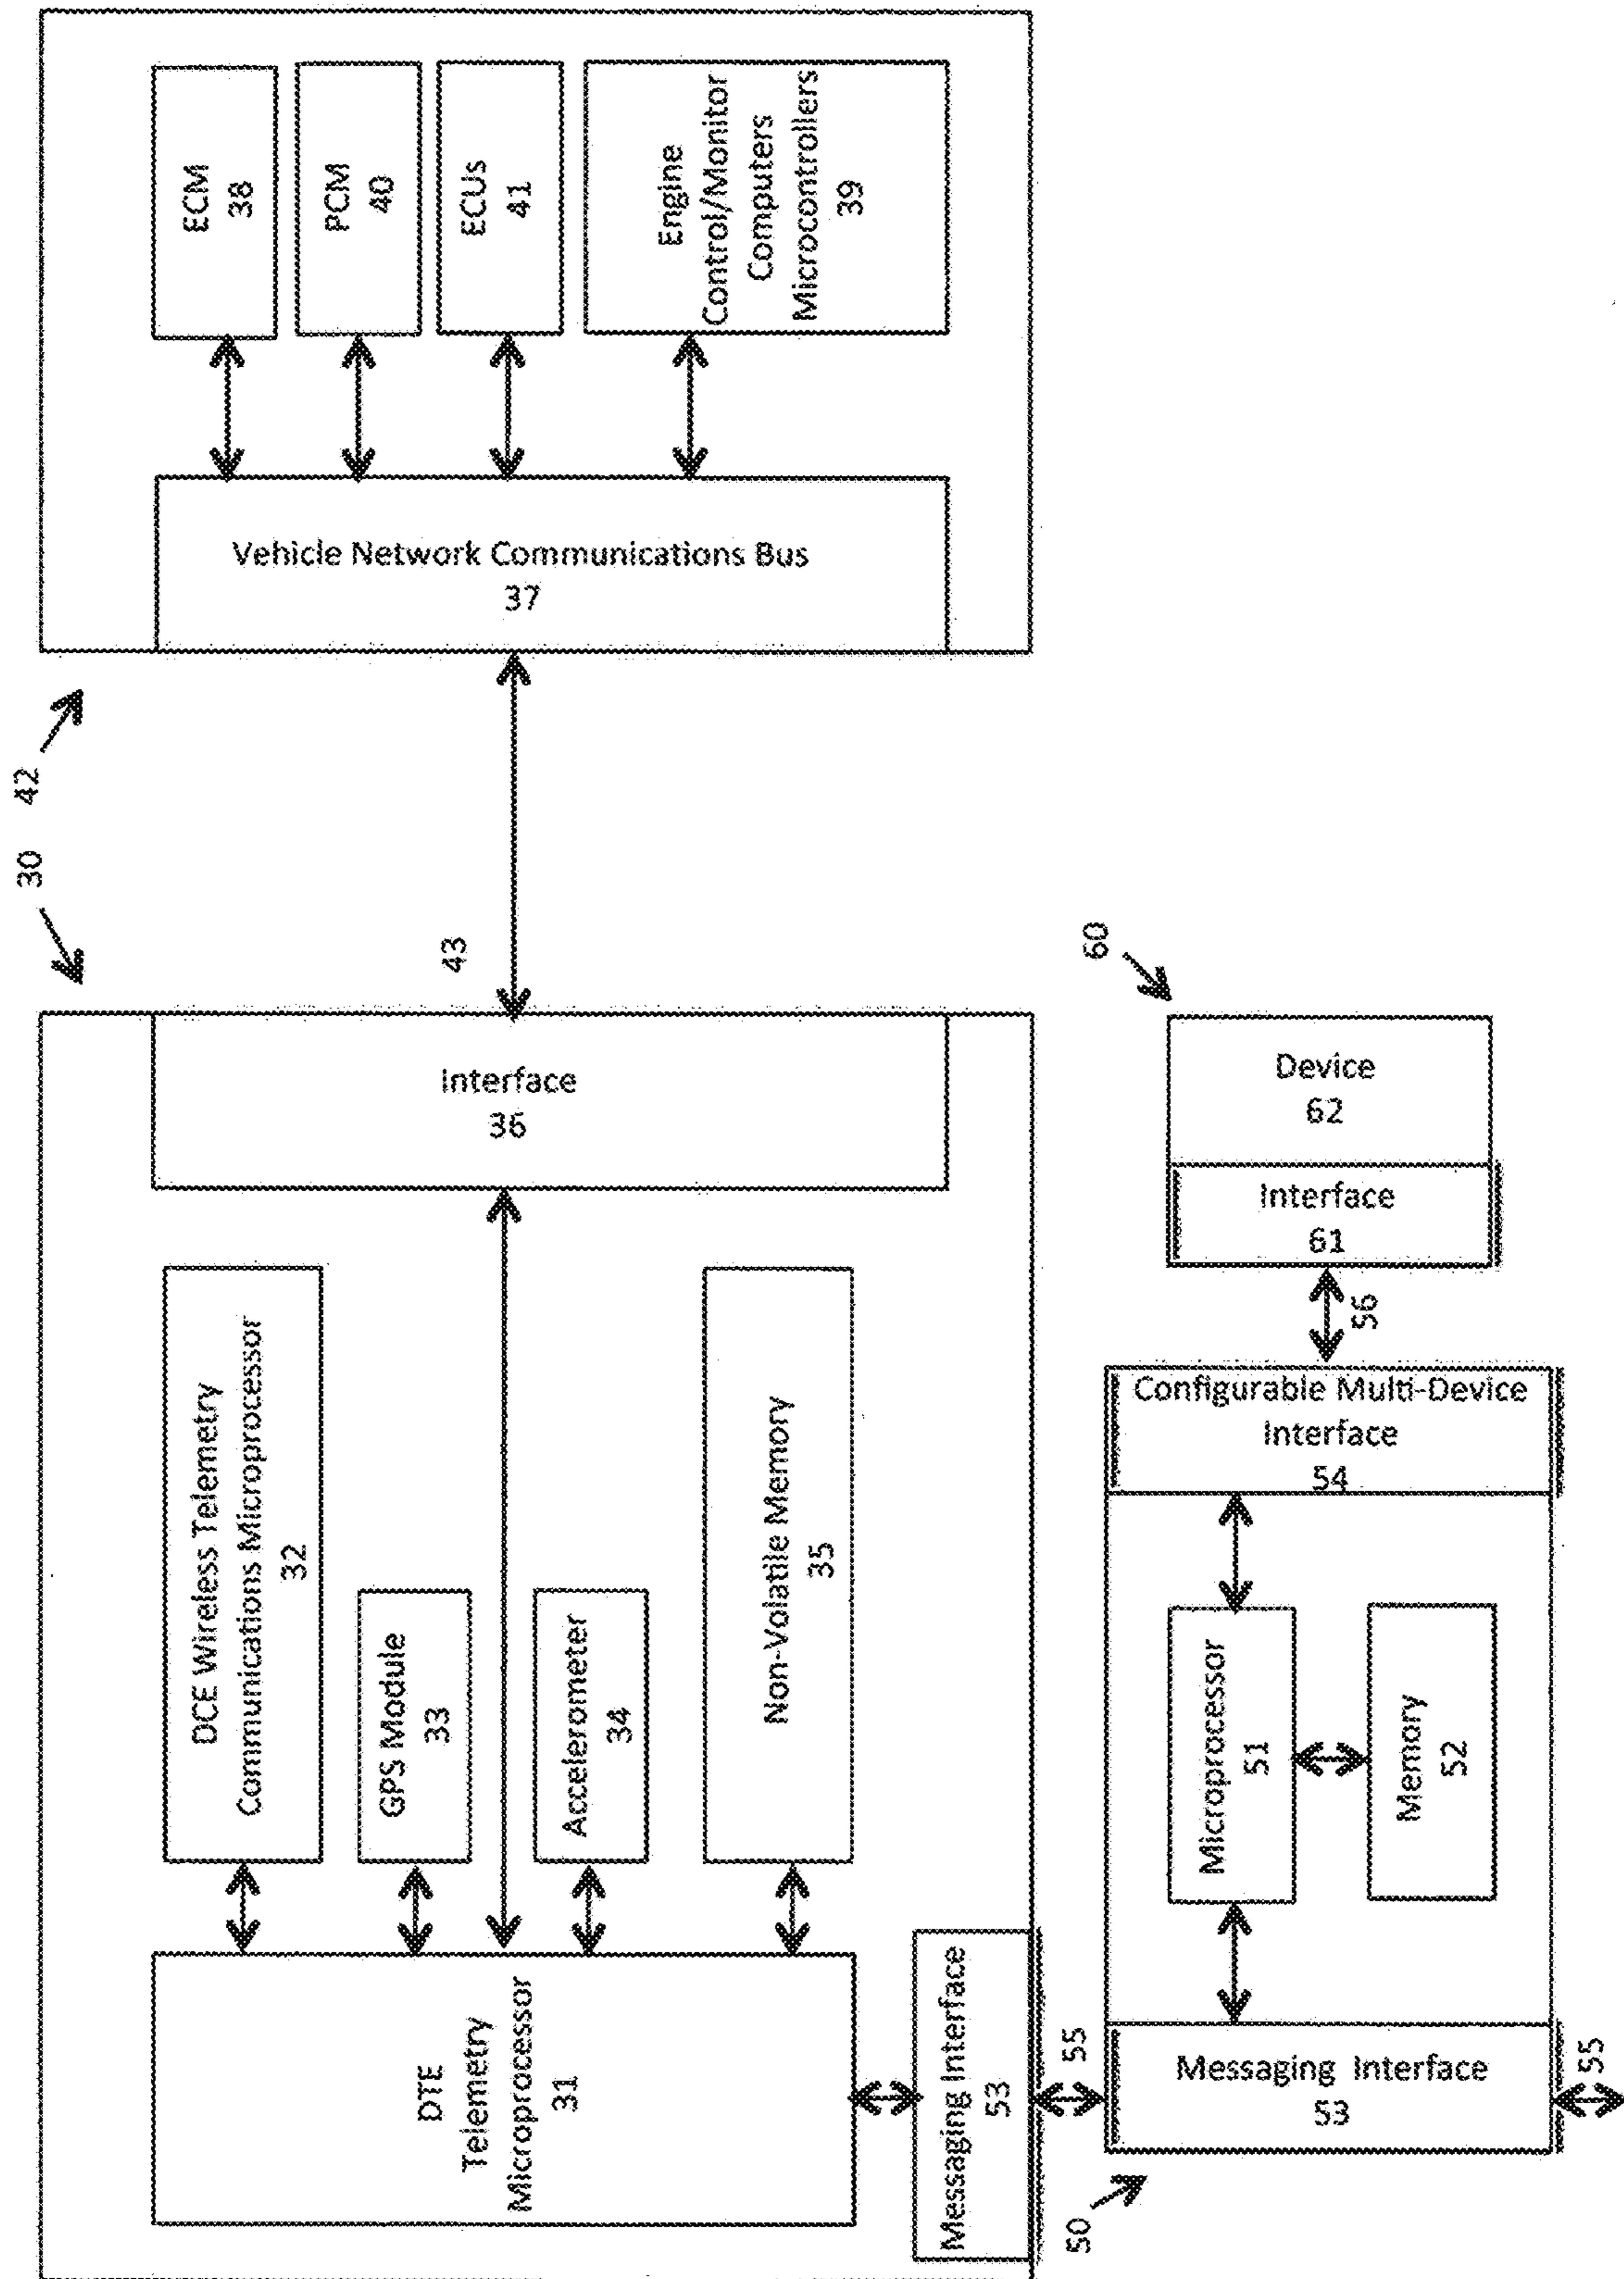 ECM
38
PCM
40
ECUs
41
Engine
Control/Monitor
Computers
Microcontrollers
39
Vehicle Network Communications Bus
37
42
30
43
Interface
36
DCE Wireless Telemetry
Communications Microprocessor
32
GPS Module
33
Accelerometer
34
Non-Volatile Memory
35
DTE
Telemetry
Microprocessor
31
Messaging Interface
53
55
60
Device
62
Interface
61
56
Configurable Multi-Device
Interface
54
Microprocessor
51
Memory
52
Messaging Interface
53
50
55